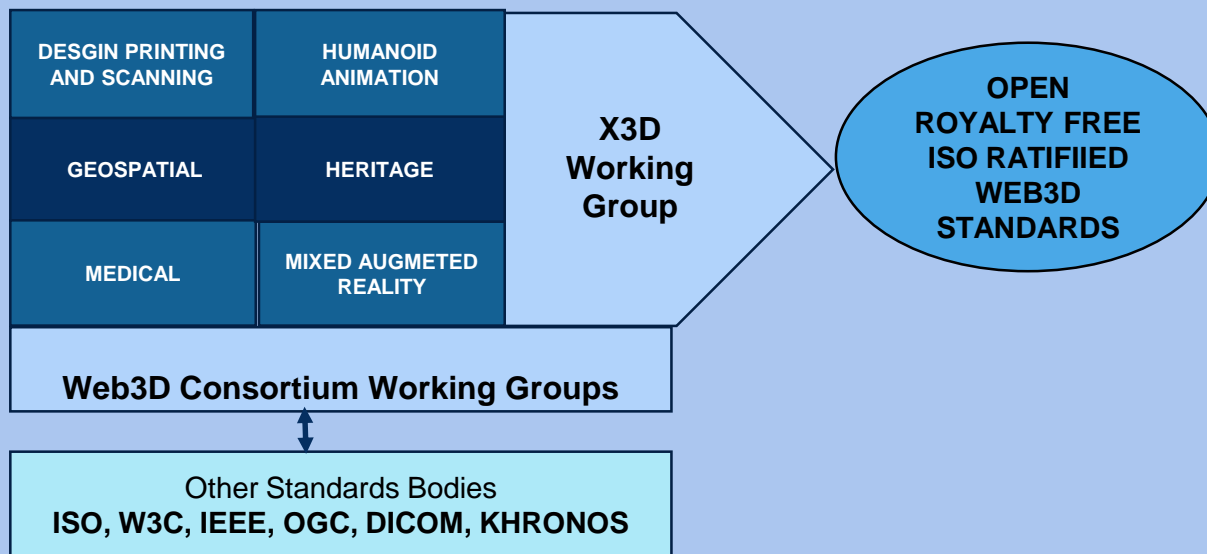 DESGIN PRINTING
AND SCANNING
HUMANOID
ANIMATION
GEOSPATIAL
HERITAGE
MEDICAL
MIXED AUGMETED
REALITY
X3D
Working
Group
OPEN
ROYALTY FREE
ISO RATIFIIED
WEB3D
STANDARDS
Web3D Consortium Working Groups
Other Standards Bodies
ISO, W3C, IEEE, OGC, DICOM, KHRONOS